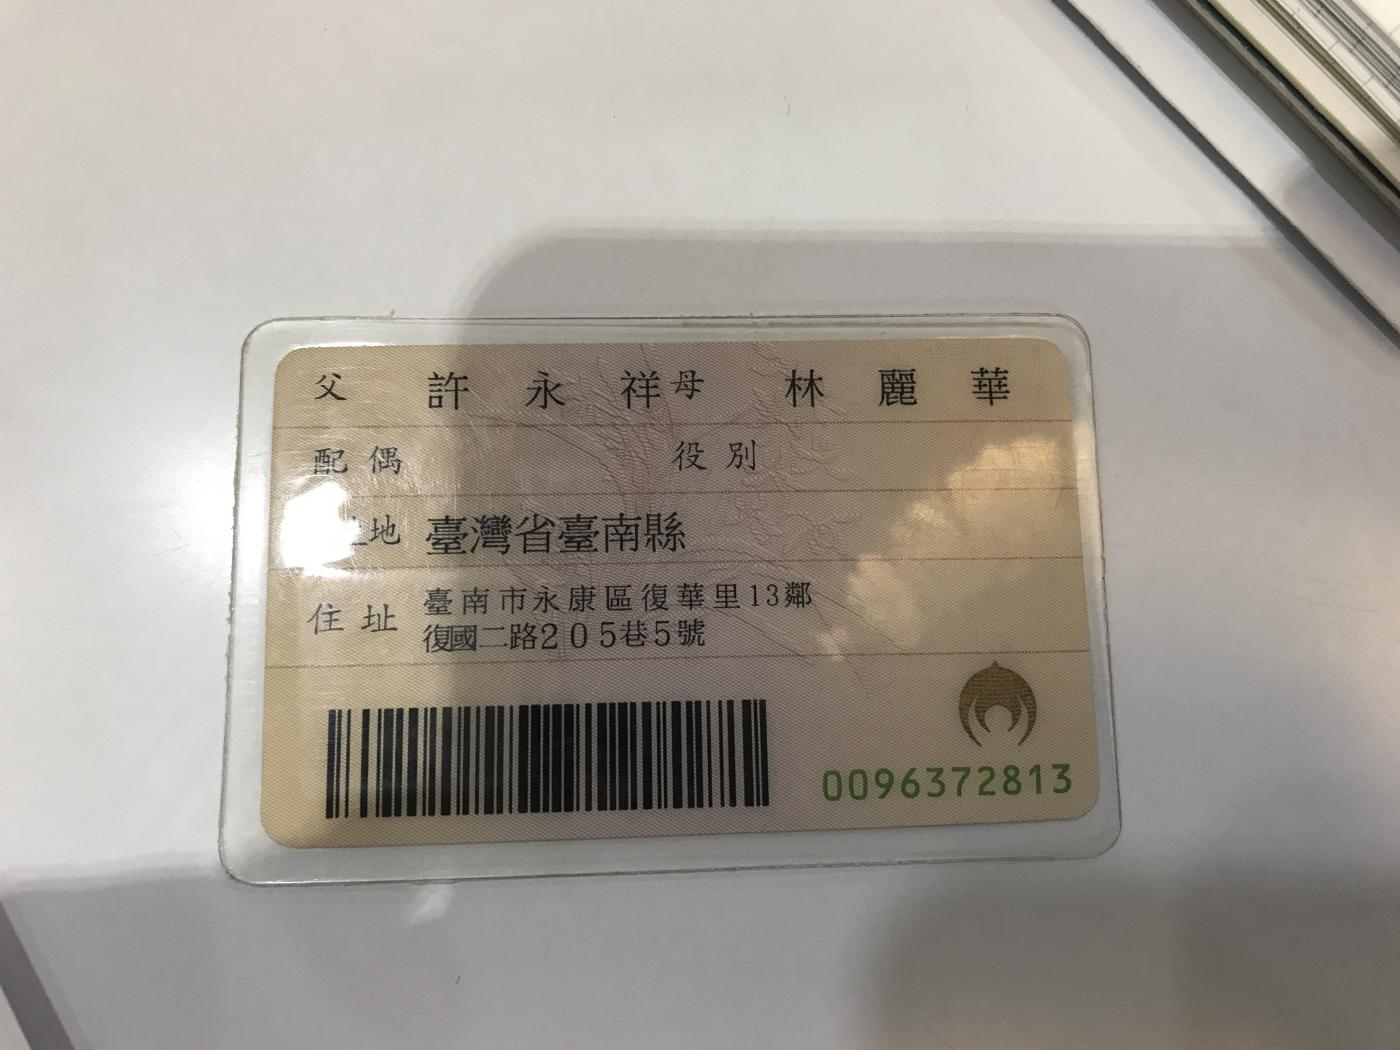 父 許永祥 母 林麗華
配偶 役別
地 臺灣省臺南縣
住址 臺南市永康區復華里13鄰
復國二路205巷5號
0096372813